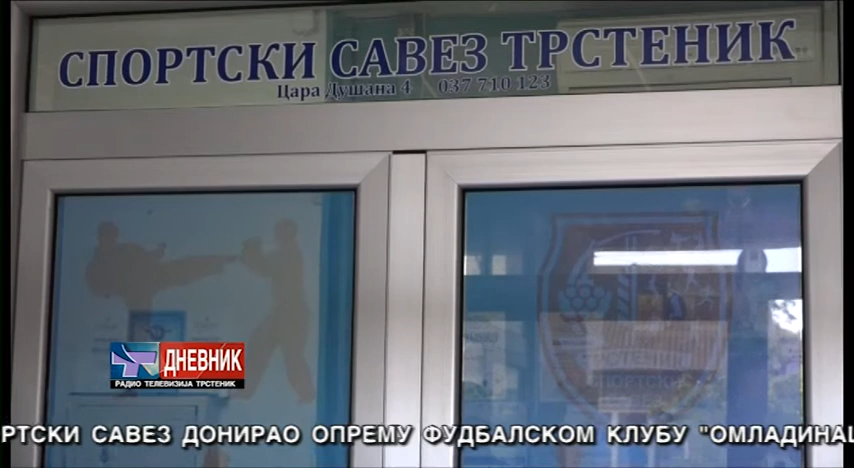 СПОРТСКИ САВЕЗ ТРСТЕНИК
Цара Душана 4 037 710 123
СПОРТСКИ
ДНЕВНИК
РАДИО ТЕЛЕВИЗИЈА ТРСТЕНИК
РТСКИ САВЕЗ ДОНИРАО ОПРЕМУ ФУДБАЛСКОМ КЛУБУ "ОМЛАДИНАЦ